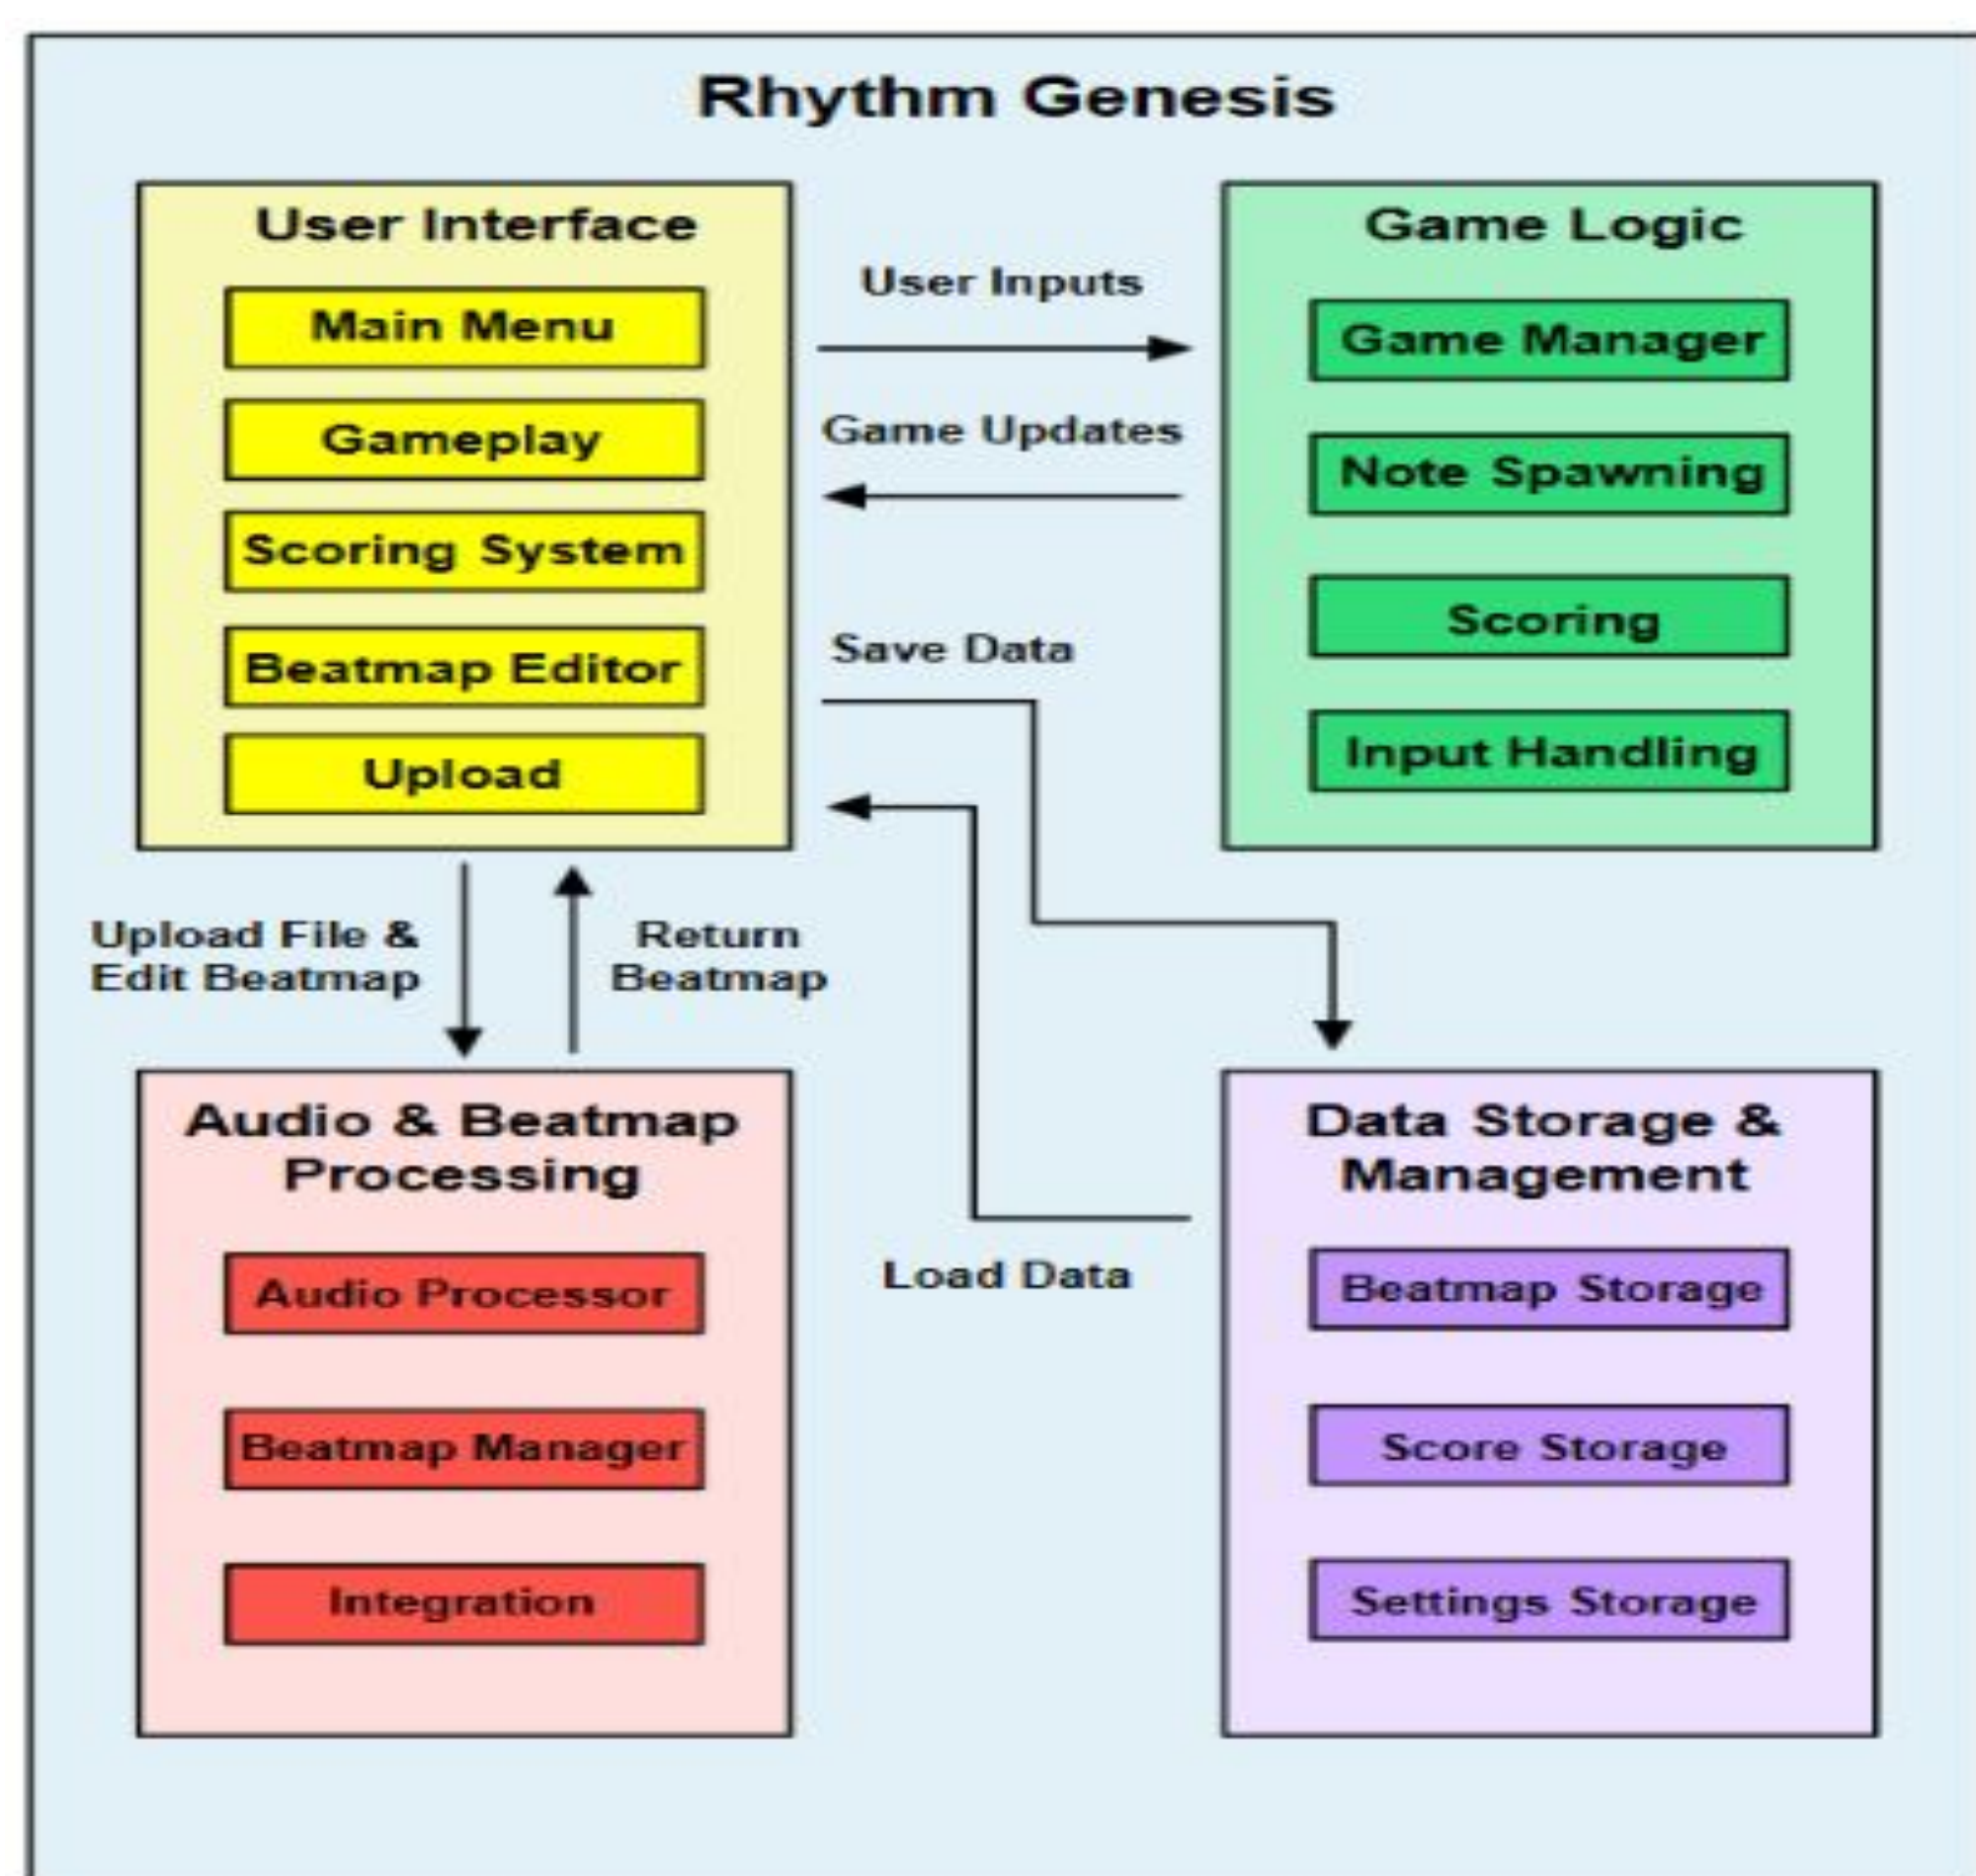 Rhythm Genesis
User Interface
Main Menu
Gameplay
Scoring System
Beatmap Editor
Upload
User Inputs
Game Updates
Save Data
Game Logic
Game Manager
Note Spawning
Scoring
Input Handling
Upload File &
Edit Beatmap
Return
Beatmap
Audio & Beatmap
Processing
Audio Processor
Beatmap Manager
Integration
Load Data
Data Storage &
Management
Beatmap Storage
Score Storage
Settings Storage